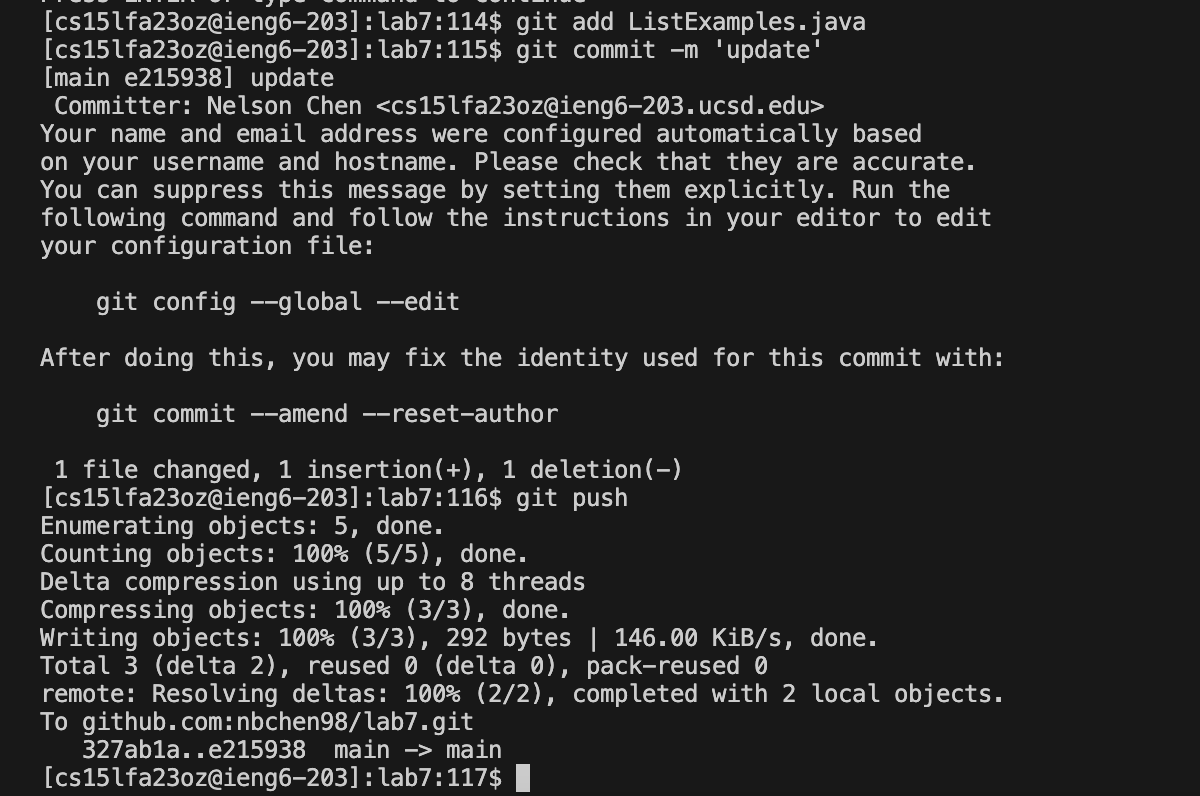 Press ENTER or type command to continue
[cs15lfa23oz@ieng6-203]:lab7:114$ git add ListExamples.java
[cs15lfa23oz@ieng6-203]:lab7:115$ git commit -m 'update'
[main e215938] update
 Committer: Nelson Chen <cs15lfa23oz@ieng6-203.ucsd.edu>
Your name and email address were configured automatically based
on your username and hostname. Please check that they are accurate.
You can suppress this message by setting them explicitly. Run the
following command and follow the instructions in your editor to edit
your configuration file:

    git config --global --edit

After doing this, you may fix the identity used for this commit with:

    git commit --amend --reset-author

 1 file changed, 1 insertion(+), 1 deletion(-)
[cs15lfa23oz@ieng6-203]:lab7:116$ git push
Enumerating objects: 5, done.
Counting objects: 100% (5/5), done.
Delta compression using up to 8 threads
Compressing objects: 100% (3/3), done.
Writing objects: 100% (3/3), 292 bytes | 146.00 KiB/s, done.
Total 3 (delta 2), reused 0 (delta 0), pack-reused 0
remote: Resolving deltas: 100% (2/2), completed with 2 local objects.
To github.com:nbchen98/lab7.git
   327ab1a..e215938  main -> main
[cs15lfa23oz@ieng6-203]:lab7:117$